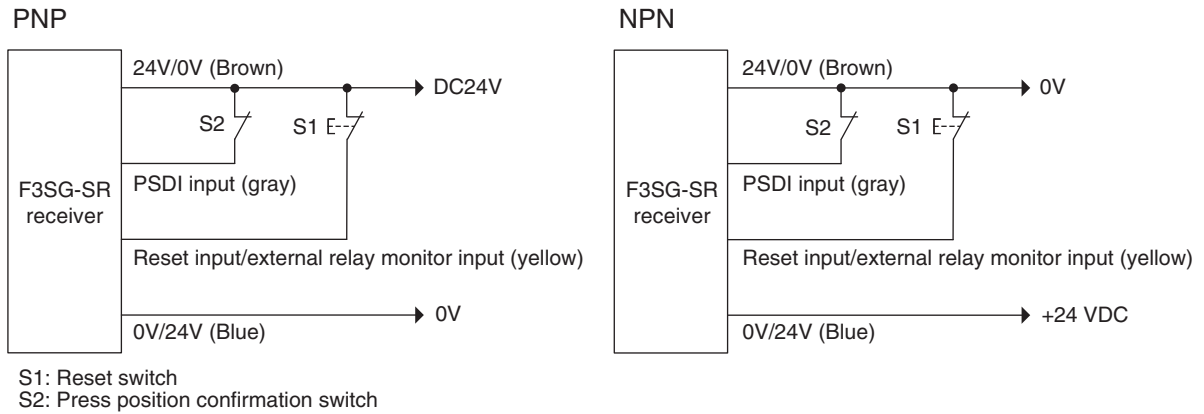 PNP
24V/0V (Brown)
DC24V
S2
S1
F3SG-SR
receiver
PSDI input (gray)
Reset input/external relay monitor input (yellow)
0V
0V/24V (Blue)
S1: Reset switch
S2: Press position confirmation switch
NPN
24V/0V (Brown)
0V
S2
S1
F3SG-SR
receiver
PSDI input (gray)
Reset input/external relay monitor input (yellow)
+24 VDC
0V/24V (Blue)